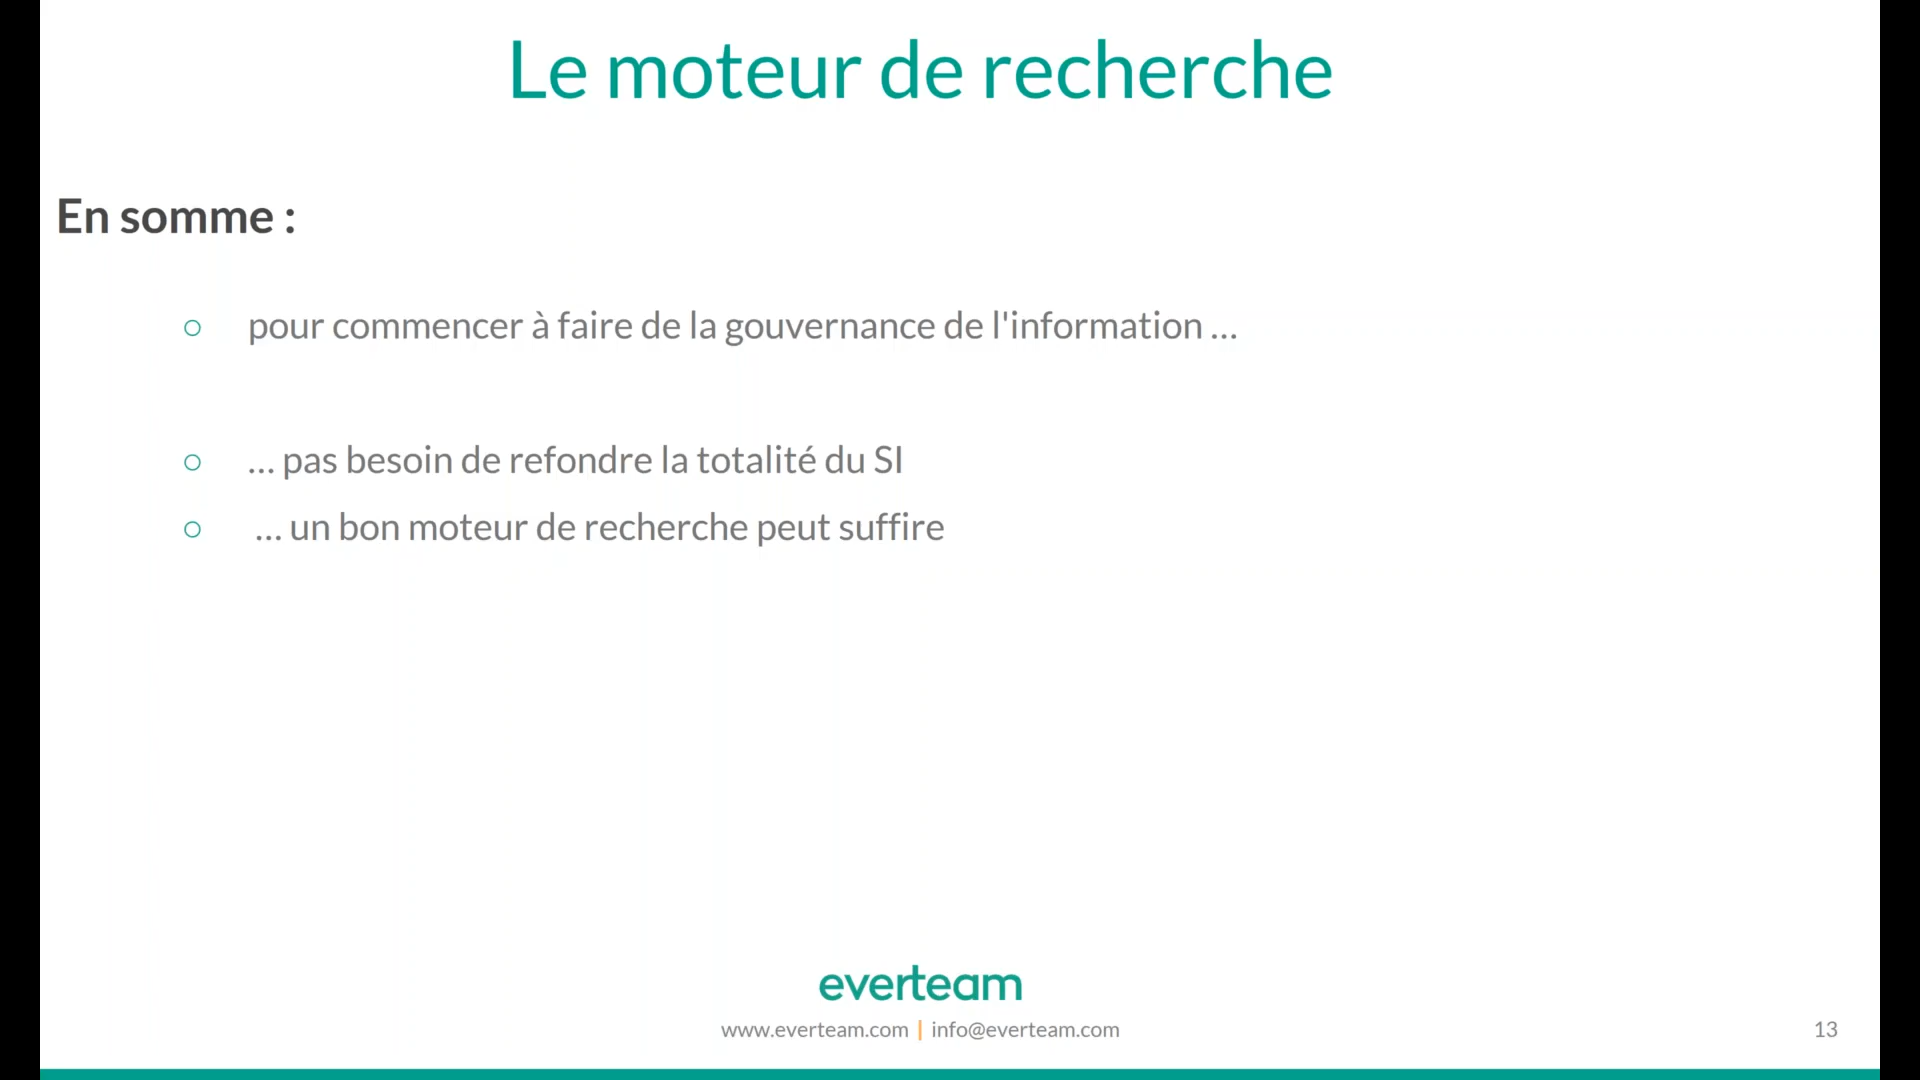 Le moteur de recherche
En somme :
○ pour commencer à faire de la gouvernance de l'information ...
○ ... pas besoin de refondre la totalité du SI
○ ... un bon moteur de recherche peut suffire
everteam
www.everteam.com | info@everteam.com
13